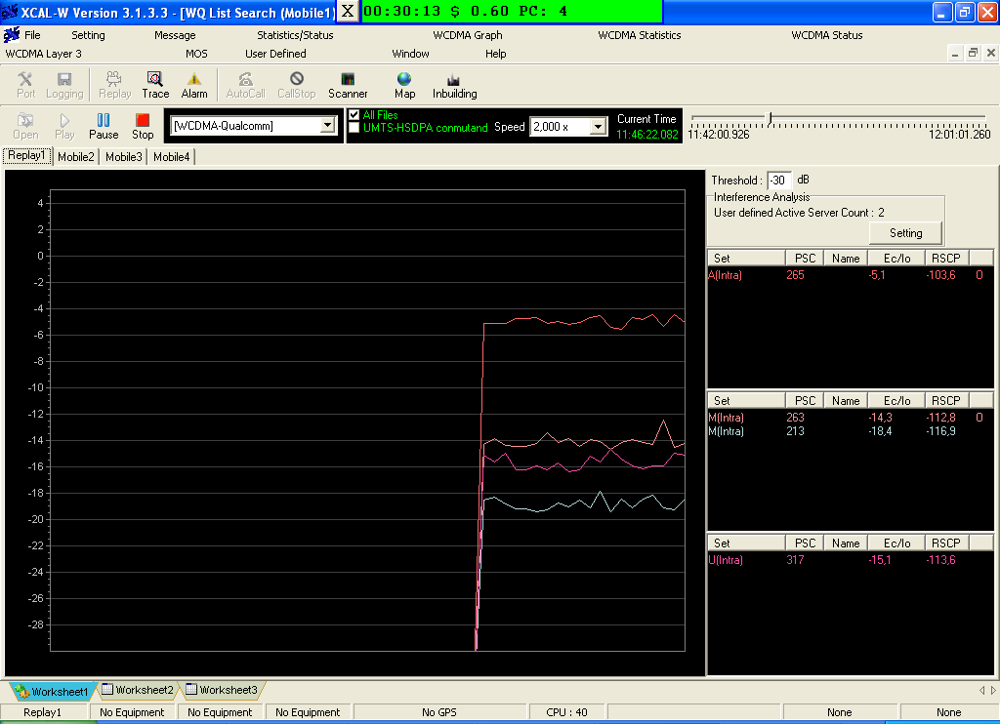 XCAL-W Version 3.1.3.3 - [WQ List Search (Mobile1)
X
00:30:13 $ 0.60 PC: 4
File Setting Message Statistics/Status WCDMA Graph WCDMA Statistics WCDMA Status
WCDMA Layer 3 MOS User Defined Window Help
Port Logging Replay Trace Alarm AutoCall CallStop Scanner Map Inbuilding
Open Play Pause Stop
[WCDMA-Qualcomm]
All Files
UMTS-HSDPA conmutand
Speed 2,000 x
Current Time
11:46:22.082
11:42:00.926 12:01:01.260
Replay1 Mobile2 Mobile3 Mobile4
4
2
0
-2
-4
-6
-8
-10
-12
-14
-16
-18
-20
-22
-24
-26
-28
Threshold : -30 dB
Interference Analysis
User defined Active Server Count : 2
Setting
Set PSC Name Ec/Io RSCP
A(Intra) 265 -5,1 -103,6 O
Set PSC Name Ec/Io RSCP
M(Intra) 263 -14,3 -112,8 O
M(Intra) 213 -18,4 -116,9
Set PSC Name Ec/Io RSCP
U(Intra) 317 -15,1 -113,6
Worksheet1 Worksheet2 Worksheet3
Replay1 No Equipment No Equipment No Equipment No GPS CPU : 40 None None